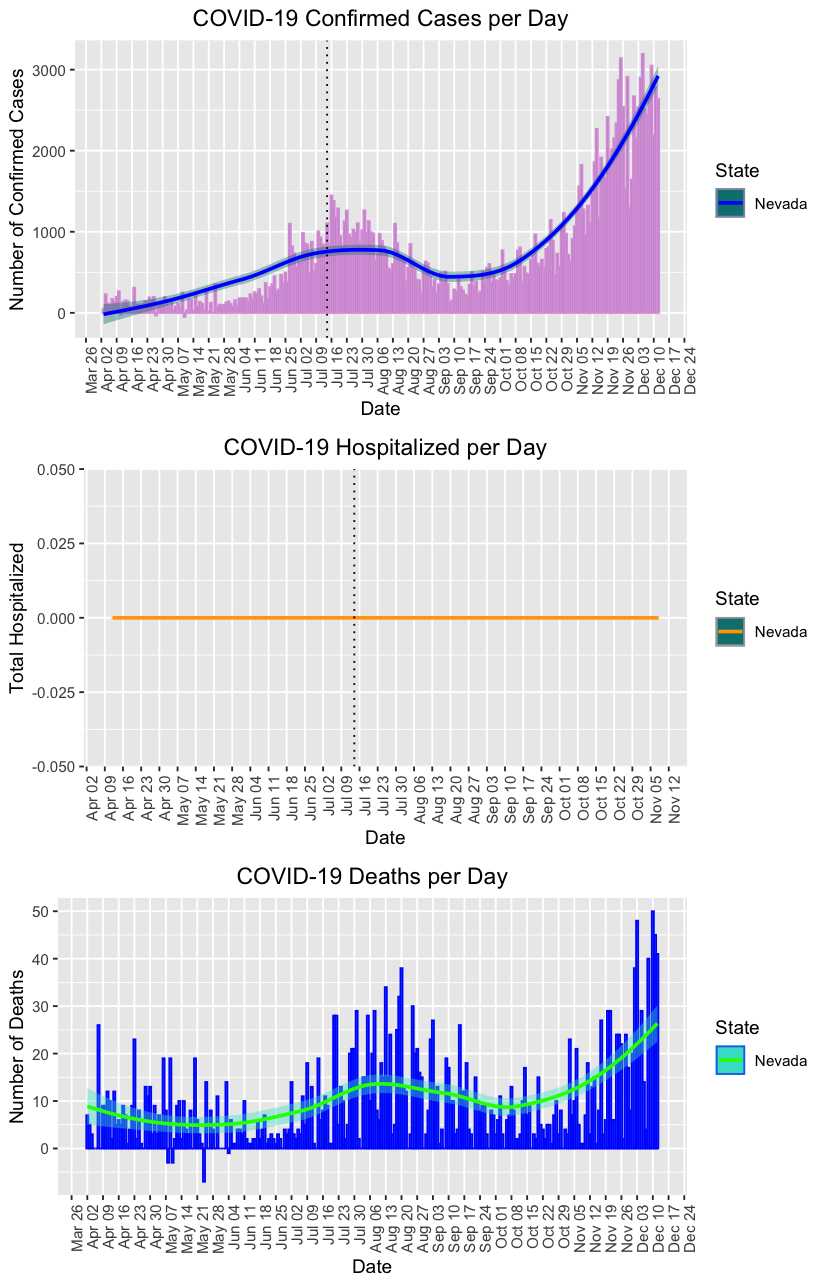 COVID-19 Confirmed Cases per Day
Number of Confirmed Cases
3000
2000
1000
0
Mar 26
Apr 02
Apr 09
Apr 16
Apr 23
Apr 30
May 07
May 14
May 21
May 28
Jun 04
Jun 11
Jun 18
Jun 25
Jul 02
Jul 09
Jul 16
Jul 23
Jul 30
Aug 06
Aug 13
Aug 20
Aug 27
Sep 03
Sep 10
Sep 17
Sep 24
Oct 01
Oct 08
Oct 15
Oct 22
Oct 29
Nov 05
Nov 12
Nov 19
Nov 26
Dec 03
Dec 10
Dec 17
Dec 24
Date
State
Nevada
COVID-19 Hospitalized per Day
Total Hospitalized
0.050
0.025
0.000
-0.025
-0.050
Apr 02
Apr 09
Apr 16
Apr 23
Apr 30
May 07
May 14
May 21
May 28
Jun 04
Jun 11
Jun 18
Jun 25
Jul 02
Jul 09
Jul 16
Jul 23
Jul 30
Aug 06
Aug 13
Aug 20
Aug 27
Sep 03
Sep 10
Sep 17
Sep 24
Oct 01
Oct 08
Oct 15
Oct 22
Oct 29
Nov 05
Nov 12
Date
State
Nevada
COVID-19 Deaths per Day
Number of Deaths
50
40
30
20
10
0
Mar 26
Apr 02
Apr 09
Apr 16
Apr 23
Apr 30
May 07
May 14
May 21
May 28
Jun 04
Jun 11
Jun 18
Jun 25
Jul 02
Jul 09
Jul 16
Jul 23
Jul 30
Aug 06
Aug 13
Aug 20
Aug 27
Sep 03
Sep 10
Sep 17
Sep 24
Oct 01
Oct 08
Oct 15
Oct 22
Oct 29
Nov 05
Nov 12
Nov 19
Nov 26
Dec 03
Dec 10
Dec 17
Dec 24
Date
State
Nevada